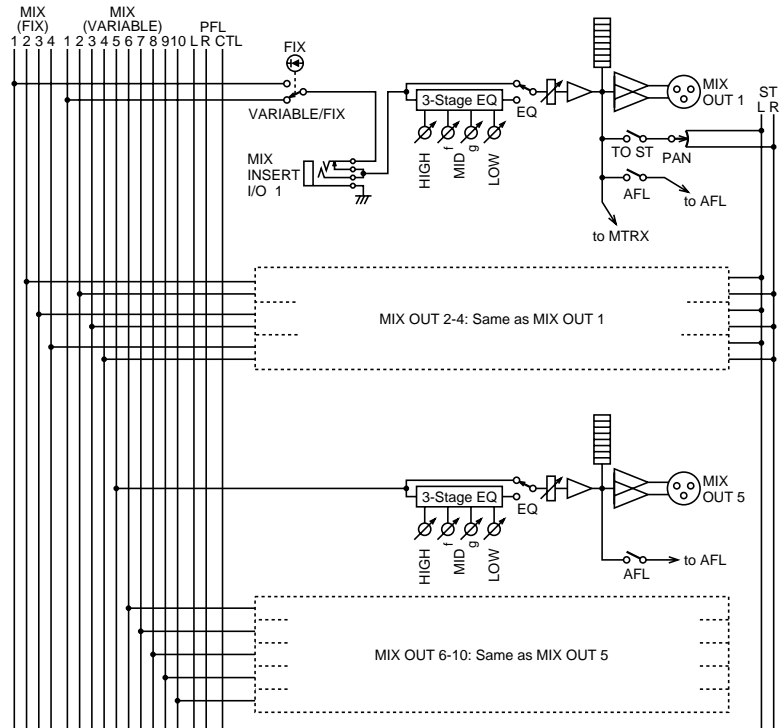 MIX
(FIX)
MIX
(VARIABLE)
PFL
1 2 3 4 1 2 3 4 5 6 7 8 9 10 L R CTL
FIX
VARIABLE/FIX
MIX
INSERT
I/O 1
3-Stage EQ
EQ
HIGH
f
MID
g
LOW
MIX
OUT 1
ST
L R
TO ST
PAN
AFL
to AFL
to MTRX
MIX OUT 2-4: Same as MIX OUT 1
3-Stage EQ
EQ
HIGH
f
MID
g
LOW
MIX
OUT 5
AFL
to AFL
MIX OUT 6-10: Same as MIX OUT 5